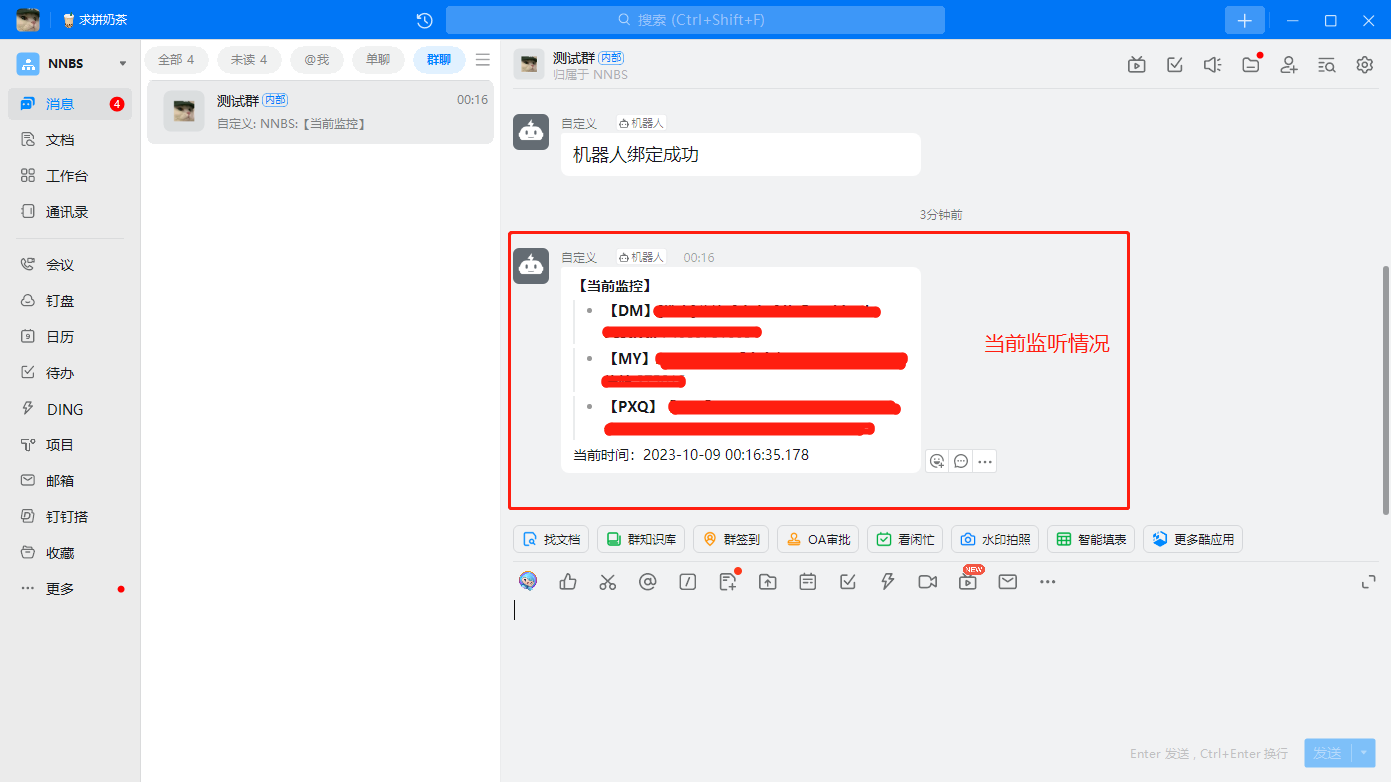 求拼奶茶
搜索 (Ctrl+Shift+F)
NNBS
消息
4
文档
工作台
通讯录
会议
钉盘
日历
待办
DING
项目
邮箱
钉钉搭
收藏
更多
全部 4
未读 4
@我
单聊
群聊
测试群 内部
00:16
自定义: NNBS:【当前监控】
测试群 内部
归属于 NNBS
自定义 机器人
机器人绑定成功
3分钟前
自定义 机器人 00:16
【当前监控】
【DM】
【MY】
【PXQ】
当前时间：2023-10-09 00:16:35.178
当前监听情况
找文档
群知识库
群签到
OA审批
看闲忙
水印拍照
智能填表
更多酷应用
NEW
Enter 发送 , Ctrl+Enter 换行
发送